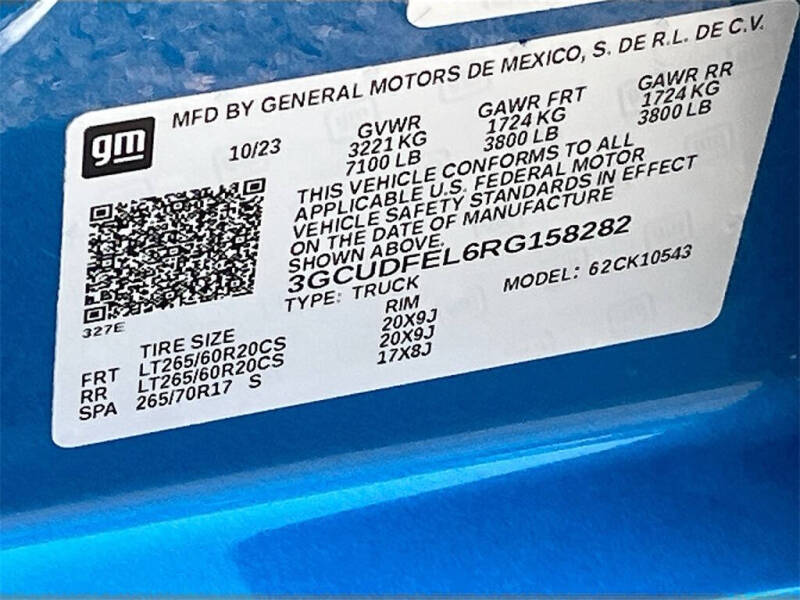 MFD BY GENERAL MOTORS DE MEXICO, S. DE R.L. DE C.V.
gm
10/23
GVWR
3221 KG
7100 LB
GAWR FRT
1724 KG
3800 LB
GAWR RR
1724 KG
3800 LB
THIS VEHICLE CONFORMS TO ALL
APPLICABLE U.S. FEDERAL MOTOR
VEHICLE SAFETY STANDARDS IN EFFECT
ON THE DATE OF MANUFACTURE
SHOWN ABOVE.
3GCUDFEL6RG158282
TYPE: TRUCK
MODEL: 62CK10543
327E
TIRE SIZE RIM
FRT LT265/60R20CS 20X9J
RR LT265/60R20CS 20X9J
SPA 265/70R17 S 17X8J